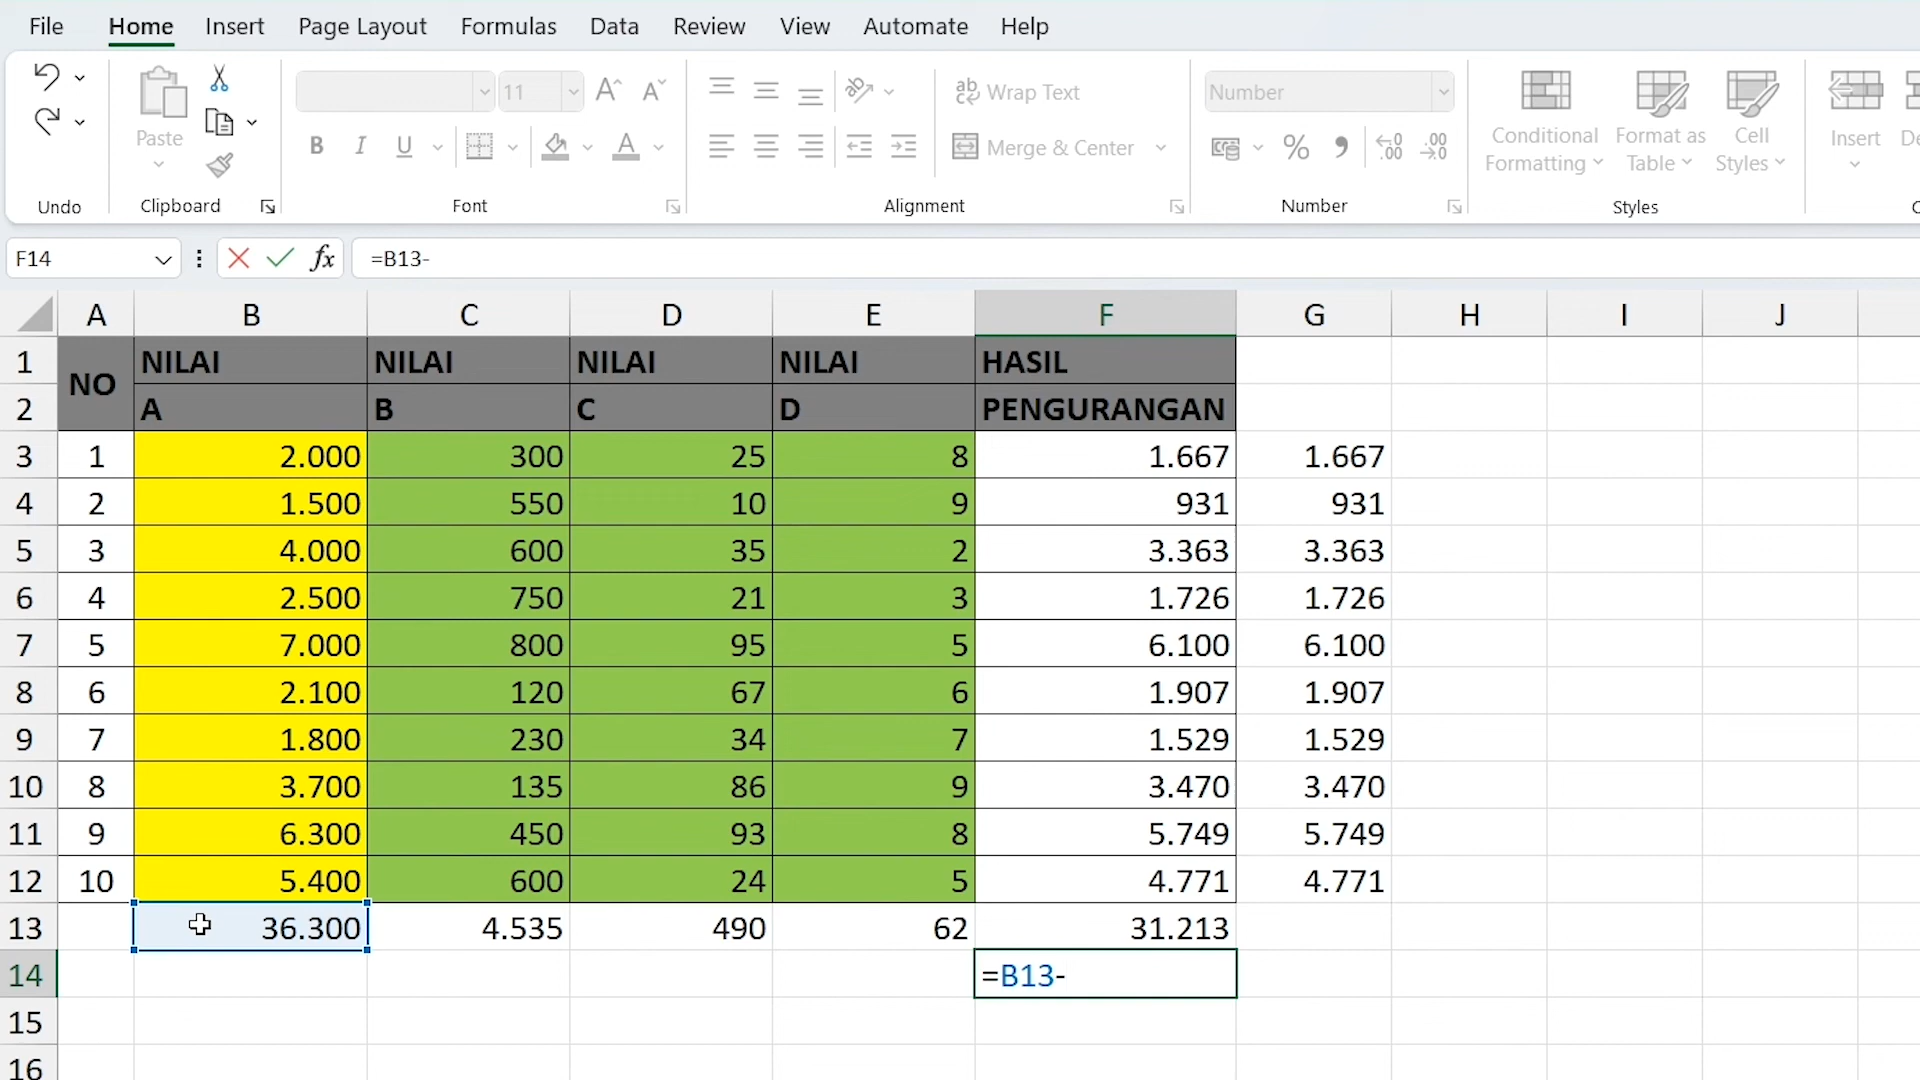 File Home Insert Page Layout Formulas Data Review View Automate Help
11 Wrap Text Number
Paste Conditional Format as Cell Insert
B I U A Merge & Center % Formatting Table Styles
Undo Clipboard Font Alignment Number Styles
F14 fx =B13-
A B C D E F G H I J
1 NO NILAI NILAI NILAI NILAI HASIL
2 A B C D PENGURANGAN
3 1 2.000 300 25 8 1.667 1.667
4 2 1.500 550 10 9 931 931
5 3 4.000 600 35 2 3.363 3.363
6 4 2.500 750 21 3 1.726 1.726
7 5 7.000 800 95 5 6.100 6.100
8 6 2.100 120 67 6 1.907 1.907
9 7 1.800 230 34 7 1.529 1.529
10 8 3.700 135 86 9 3.470 3.470
11 9 6.300 450 93 8 5.749 5.749
12 10 5.400 600 24 5 4.771 4.771
13 36.300 4.535 490 62 31.213
14 =B13-
15
16